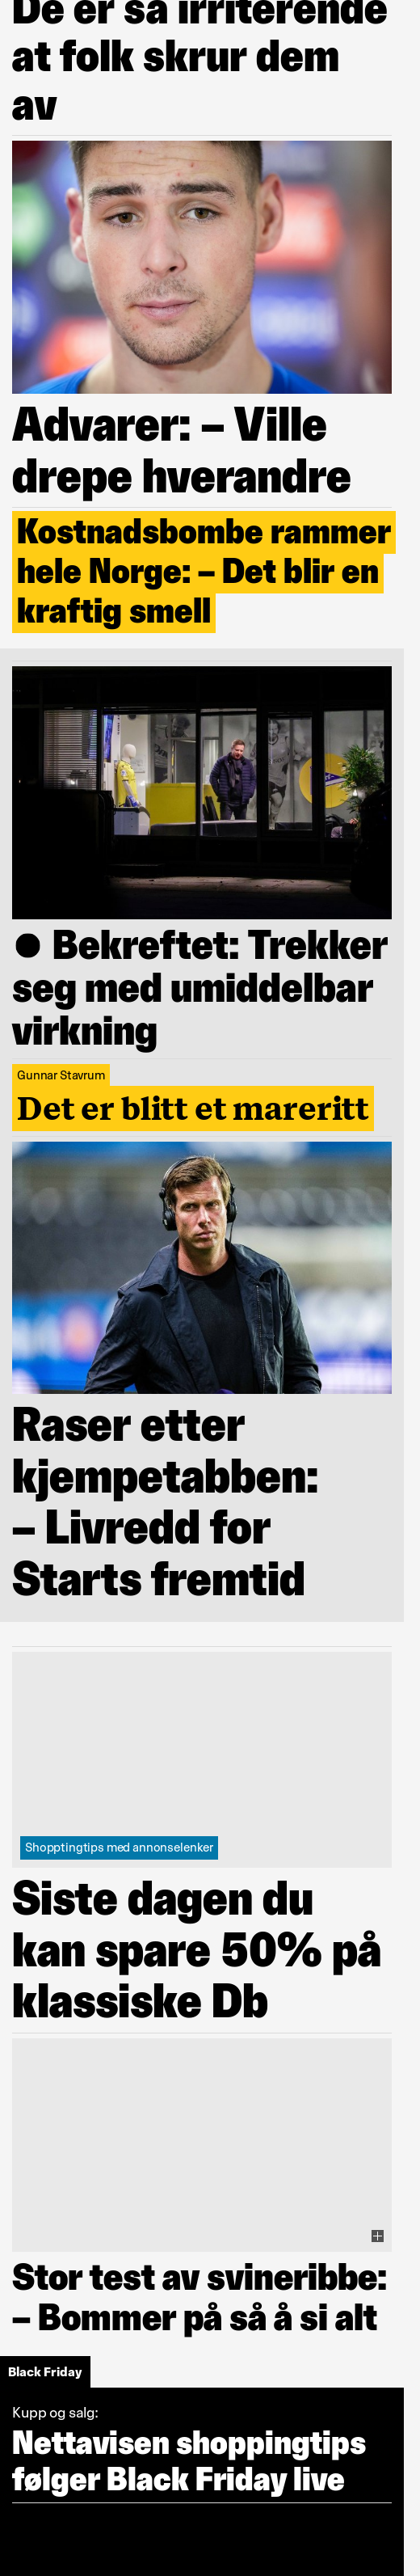 De er så irriterende
at folk skrur dem
av
Advarer: – Ville
drepe hverandre
Kostnadsbombe rammer
hele Norge: – Det blir en
kraftig smell
● Bekreftet: Trekker
seg med umiddelbar
virkning
Gunnar Stavrum
Det er blitt et mareritt
Raser etter
kjempetabben:
– Livredd for
Starts fremtid
Shopptingtips med annonselenker
Siste dagen du
kan spare 50% på
klassiske Db
Stor test av svineribbe:
– Bommer på så å si alt
Black Friday
Kupp og salg:
Nettavisen shoppingtips
følger Black Friday live